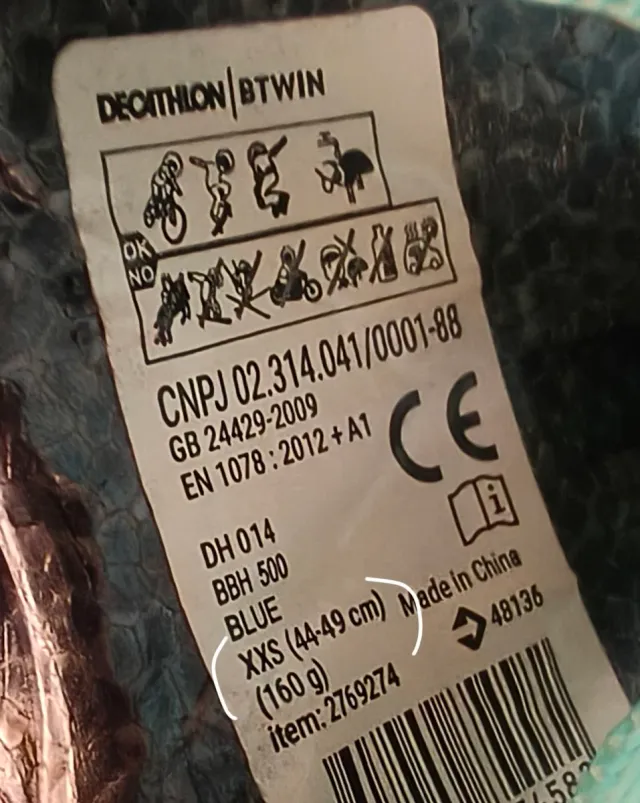 DECATHLON | BTWIN
OK
NO
CNPJ 02.314.041/0001-88
GB 24429-2009
EN 1078 : 2012 + A1
CE
DH 014
BBH 500
BLUE
XXS (44-49 cm)
(160 g)
item: 2769274
Made in China
48136